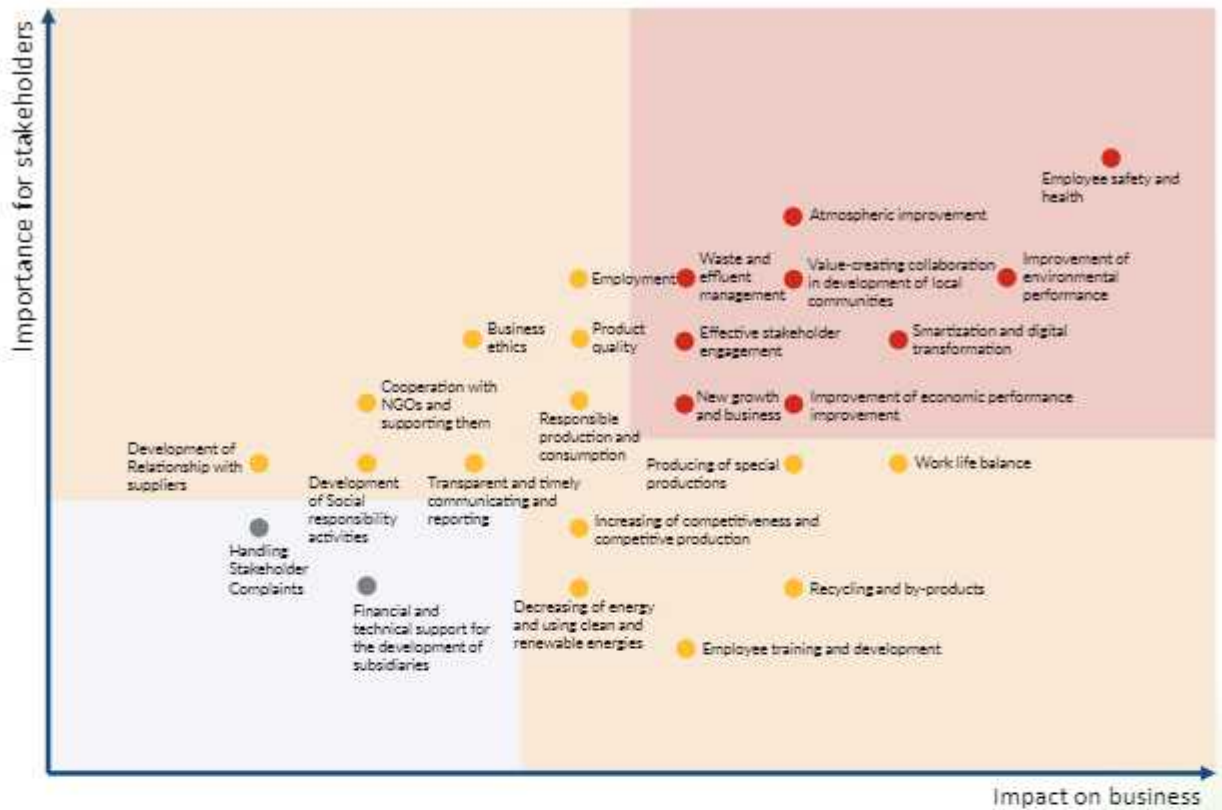 Importance for stakeholders
Employee safety and
health
Atmospheric improvement
Employment
Waste and
effluent
management
Value-creating collaboration
in development of local
communities
Improvement of
environmental
performance
Business
ethics
Product
quality
Effective stakeholder
engagement
Smartization and digital
transformation
Cooperation with
NGOs and
supporting them
Responsible
production and
consumption
New growth
and business
Improvement of economic performance
improvement
Development of
Relationship with
suppliers
Development
of Social
responsibility
activities
Transparent and timely
communicating and
reporting
Producing of special
productions
Work life balance
Handling
Stakeholder
Complaints
Increasing of competitiveness and
competitive production
Financial and
technical support for
the development of
subsidiaries
Decreasing of energy
and using clean and
renewable energies
Recycling and by-products
Employee training and development
Impact on business